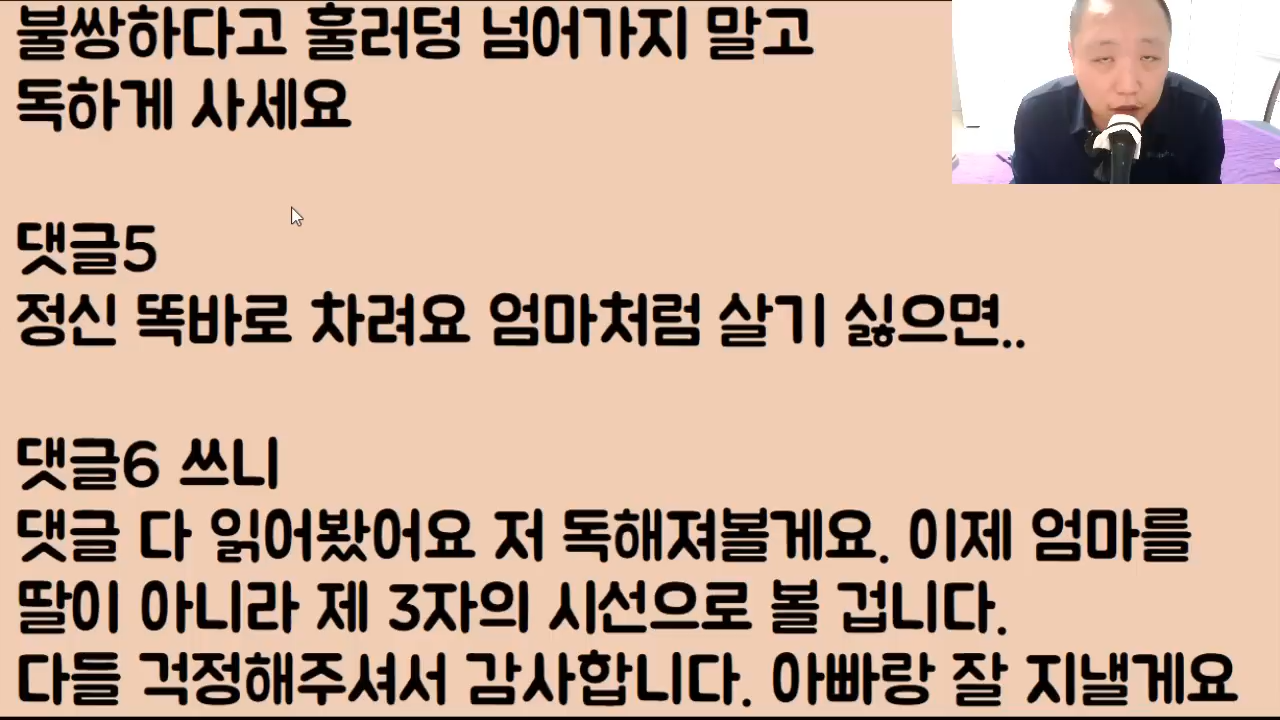 불쌍하다고 훌러덩 넘어가지 말고
독하게 사세요
댓글5
정신 똑바로 차려요 엄마처럼 살기 싫으면..
댓글6 쓰니
댓글 다 읽어봤어요 저 독해져볼게요. 이제 엄마를
딸이 아니라 제 3자의 시선으로 볼 겁니다.
다들 걱정해주셔서 감사합니다. 아빠랑 잘 지낼게요